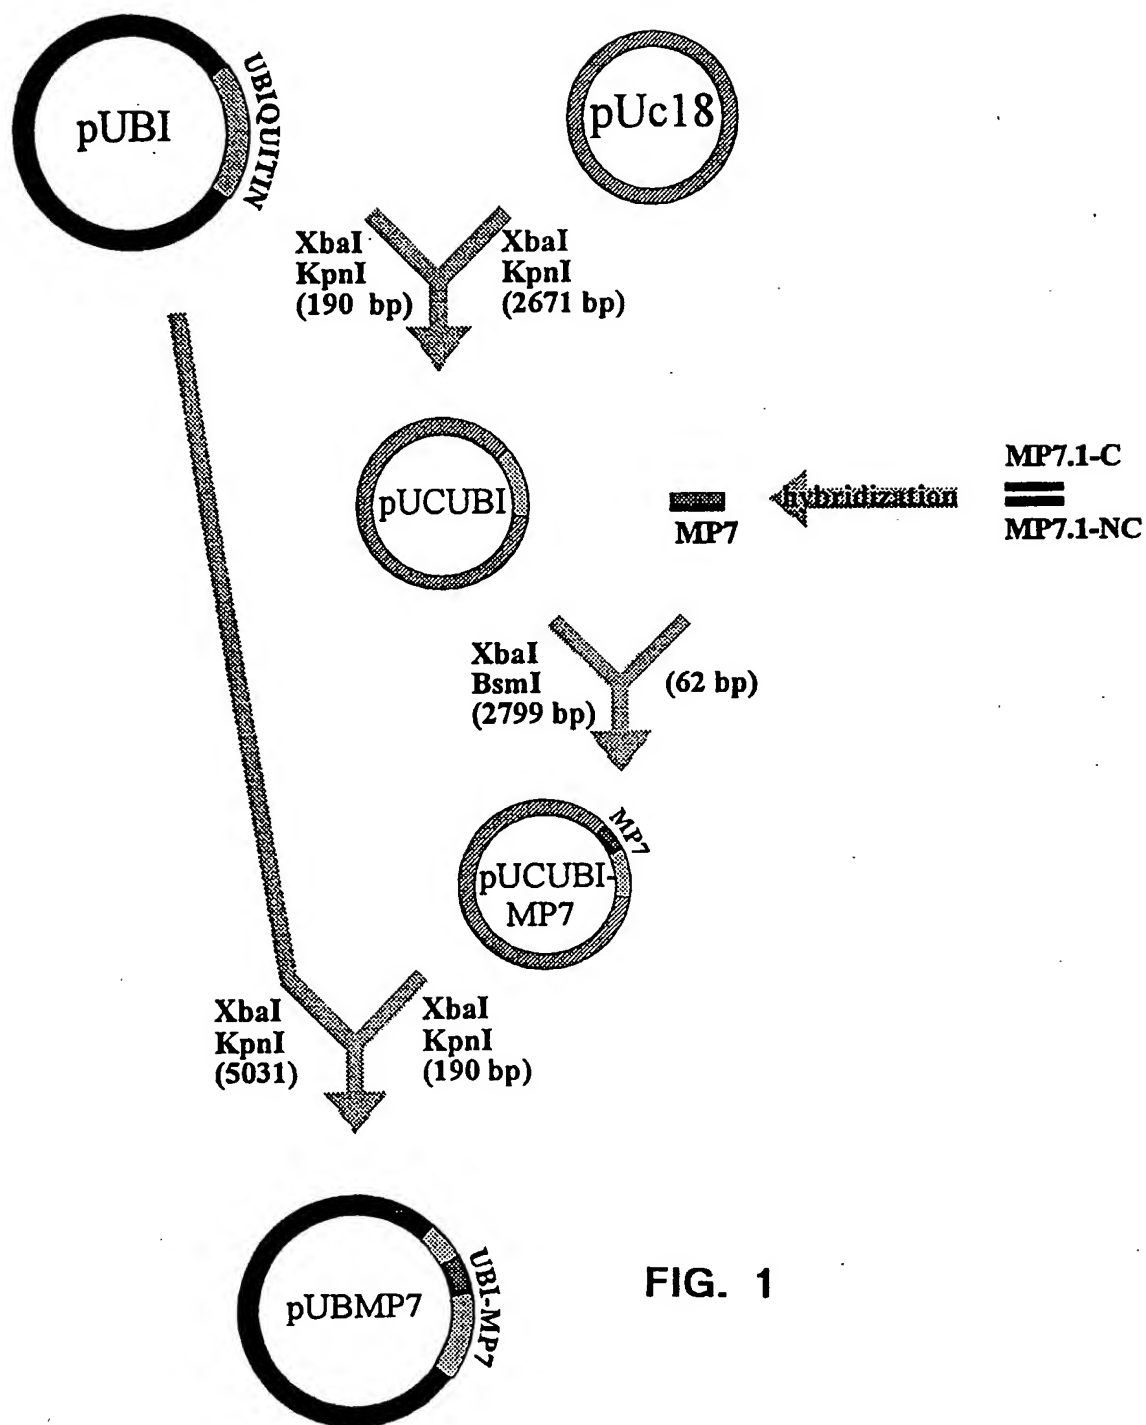 pUBI
UBIQUITIN
pUc18
XbaI
KpnI
(190 bp)
XbaI
KpnI
(2671 bp)
pUCUBI
MP7
hybridization
MP7.1-C
MP7.1-NC
XbaI
BsmI
(2799 bp)
(62 bp)
MP7
pUCUBI-
MP7
XbaI
KpnI
(5031)
XbaI
KpnI
(190 bp)
pUBMP7
UBI-MP7
FIG. 1